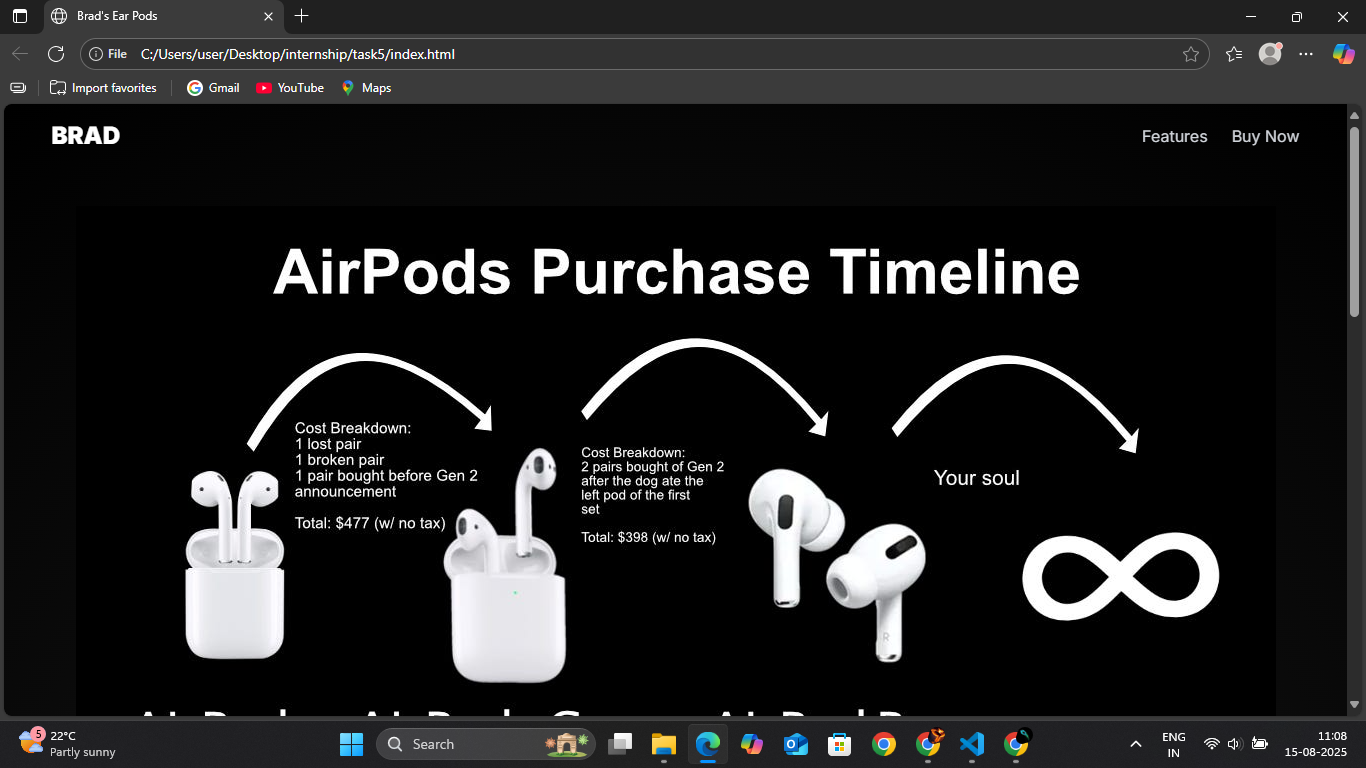 Brad's Ear Pods
File C:/Users/user/Desktop/internship/task5/index.html
Import favorites Gmail YouTube Maps
BRAD Features Buy Now
AirPods Purchase Timeline
Cost Breakdown:
1 lost pair
1 broken pair
1 pair bought before Gen 2
announcement
Total: $477 (w/ no tax)
Cost Breakdown:
2 pairs bought of Gen 2
after the dog ate the
left pod of the first
set
Total: $398 (w/ no tax)
Your soul
R
5
22°C
Partly sunny
Search
ENG
IN
11:08
15-08-2025